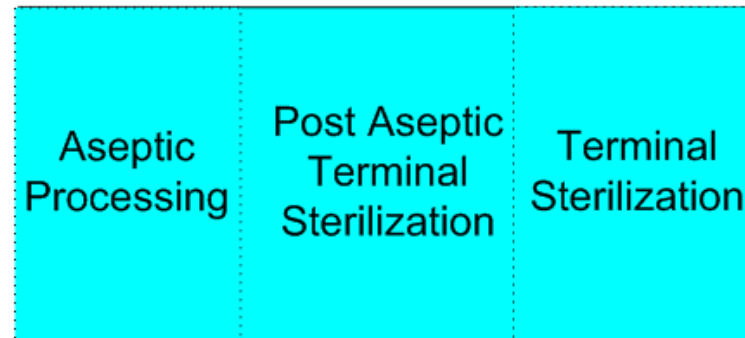 Aseptic
Processing
Post Aseptic
Terminal
Sterilization
Terminal
Sterilization